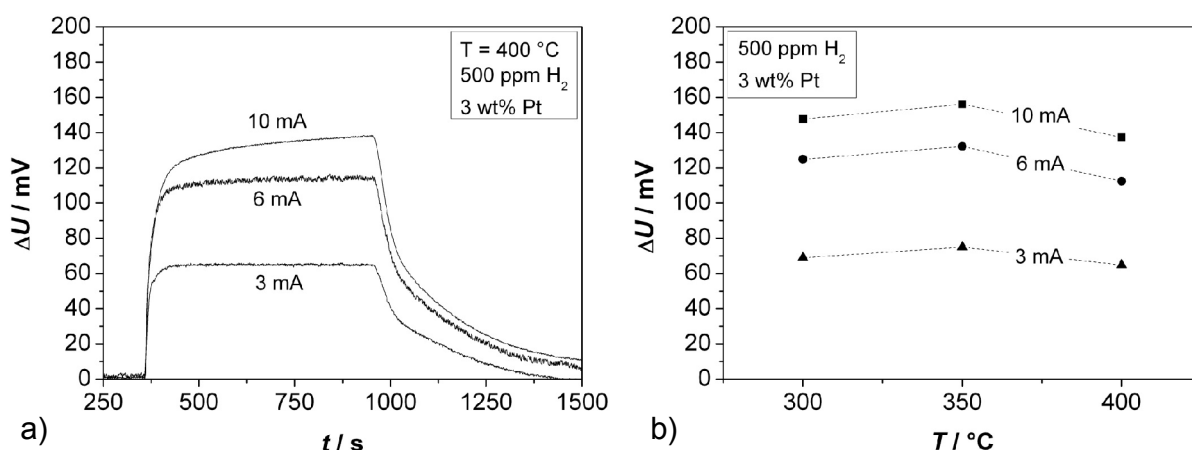 200
180
160
140
120
100
80
60
40
20
0
ΔU / mV
T = 400 °C
500 ppm H₂
3 wt% Pt
10 mA
6 mA
3 mA
250 500 750 1000 1250 1500
t / s
a)
200
180
160
140
120
100
80
60
40
20
0
ΔU / mV
500 ppm H₂
3 wt% Pt
10 mA
6 mA
3 mA
300 350 400
T / °C
b)